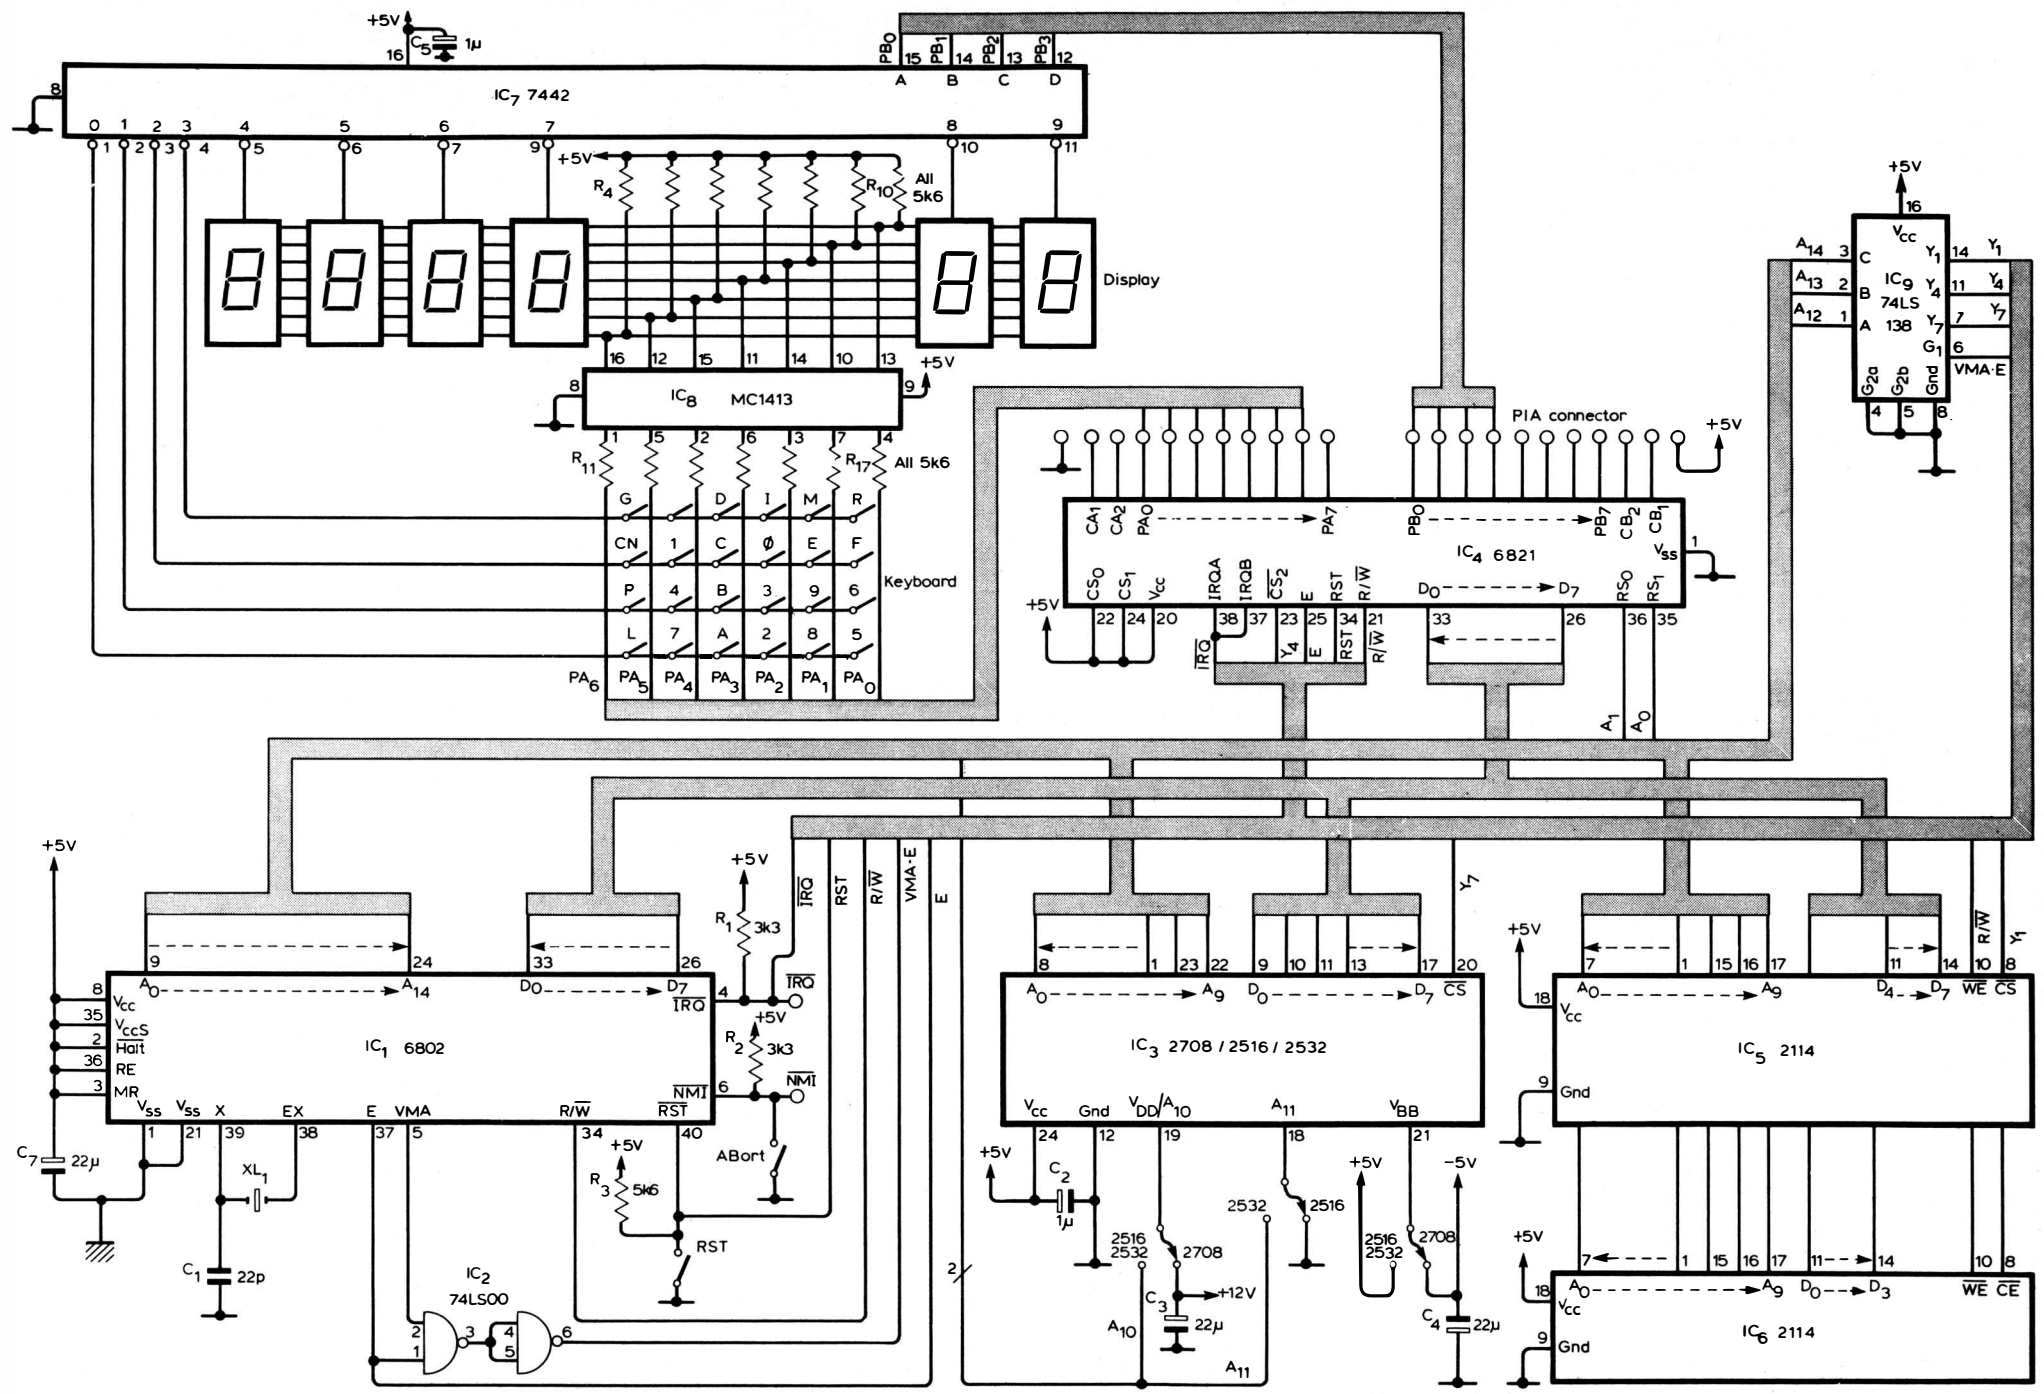 +5V
C5 1µ
16
PB0 PB1 PB2 PB3
15 14 13 12
A B C D
8
IC7 7442
0 1 2 3 4 5 6 7 8 9
1 2 3 4 5 6 7 9 10 11
+5V
R4 R10 All 5k6
Display
+5V
16
Vcc
A14 3 C Y1 14 Y1
A13 2 B IC9 Y4 11 Y4
74LS
A12 1 A 138 Y7 7 Y7
G1 6
VMA·E
G2a G2b Gnd
4 5 8
16 12 15 11 14 10 13
+5V
8 IC8 MC1413 9
1 5 2 6 3 7 4
R11 R17 All 5k6
G D I M R
CN 1 C Ø E F
Keyboard
P 4 B 3 9 6
L 7 A 2 8 5
PA6 PA5 PA4 PA3 PA2 PA1 PA0
PIA connector
+5V
CA1 CA2 PA0 PA7 PB0 PB7 CB2 CB1
IC4 6821
Vss 1
CS0 CS1 Vcc IRQA IRQB CS2 E RST R/W D0 D7 RS0 RS1
+5V
22 24 20 38 37 23 25 34 21 33 26 36 35
IRQ Y4 E RST R/W
A1 A0
+5V
+5V
R1 3k3
IRQ RST R/W VMA·E E
Y7
R/W Y1
9 24 33 26
A0 A14 D0 D7
8 Vcc
35 VccS
2 Halt
36 RE
3 MR
IC1 6802
IRQ 4 IRQ
+5V
R2 3k3
NMI 6 NMI
Vss Vss X EX E VMA R/W RST
1 21 39 38 37 5 34 40
C7 22µ
XL1
C1 22p
+5V
R3 5k6
ABort
RST
IC2
74LS00
2 1 3 4 5 6
2
8 1 23 22 9 10 11 13 17 20
A0 A9 D0 D7 CS
IC3 2708 / 2516 / 2532
Vcc Gnd VDD/A10 A11 VBB
24 12 19 18 21
+5V
C2
1µ
2516
2532
2708
C3
22µ
+12V
A10
2532 2516
A11
+5V
2516
2532
2708
-5V
C4 22µ
+5V
7 1 15 16 17 11 14 10 8
A0 A9 D4 D7 WE CS
18 Vcc
IC5 2114
9 Gnd
+5V
7 1 15 16 17 11 14 10 8
A0 A9 D0 D3 WE CE
18 Vcc
IC6 2114
9 Gnd